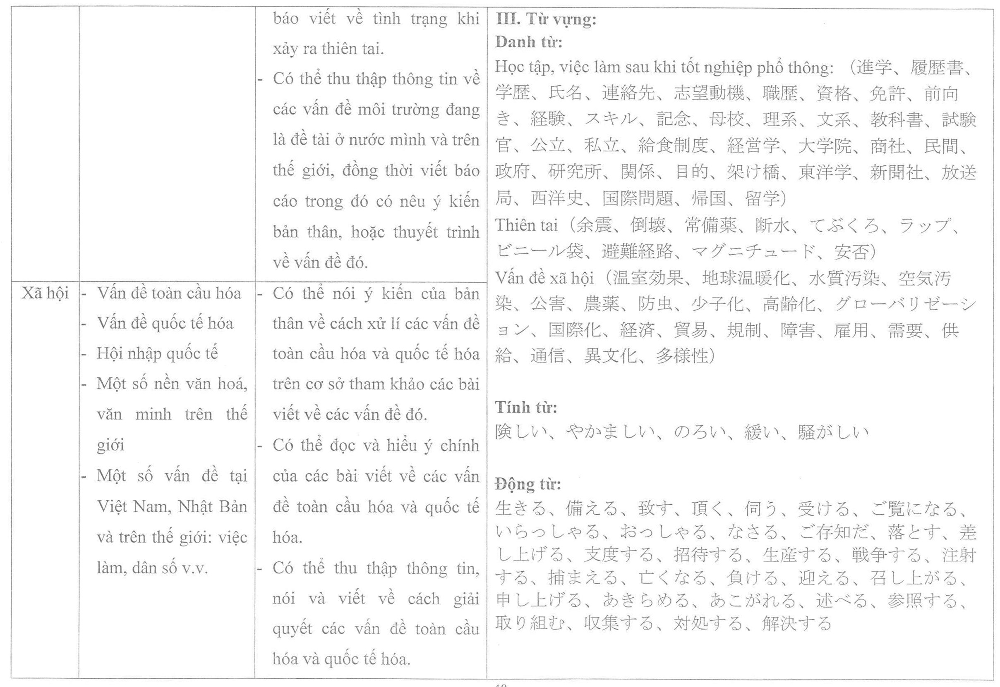 báo viết về tình trạng khi
xảy ra thiên tai.
- Có thể thu thập thông tin về
các vấn đề môi trường đang
là đề tài ở nước mình và trên
thế giới, đồng thời viết báo
cáo trong đó có nêu ý kiến
bản thân, hoặc thuyết trình
về vấn đề đó.
Xã hội
- Vấn đề toàn cầu hóa
- Vấn đề quốc tế hóa
- Hội nhập quốc tế
- Một số nền văn hoá,
văn minh trên thế
giới
- Một số vấn đề tại
Việt Nam, Nhật Bản
và trên thế giới: việc
làm, dân số v.v.
- Có thể nói ý kiến của bản
thân về cách xử lí các vấn đề
toàn cầu hóa và quốc tế hóa
trên cơ sở tham khảo các bài
viết về các vấn đề đó.
- Có thể đọc và hiểu ý chính
của các bài viết về các vấn
đề toàn cầu hóa và quốc tế
hóa.
- Có thể thu thập thông tin,
nói và viết về cách giải
quyết các vấn đề toàn cầu
hóa và quốc tế hóa.
III. Từ vựng:
Danh từ:
Học tập, việc làm sau khi tốt nghiệp phổ thông: （進学、履歴書、
学歴、氏名、連絡先、志望動機、職歴、資格、免許、前向
き、経験、スキル、記念、母校、理系、文系、教科書、試験
官、公立、私立、給食制度、経営学、大学院、商社、民間、
政府、研究所、関係、目的、架け橋、東洋学、新聞社、放送
局、西洋史、国際問題、帰国、留学）
Thiên tai（余震、倒壊、常備薬、断水、てぶくろ、ラップ、
ビニール袋、避難経路、マグニチュード、安否）
Vấn đề xã hội（温室効果、地球温暖化、水質汚染、空気汚
染、公害、農薬、防虫、少子化、高齢化、グローバリゼーシ
ョン、国際化、経済、貿易、規制、障害、雇用、需要、供
給、通信、異文化、多様性）
Tính từ:
険しい、やかましい、のろい、緩い、騒がしい
Động từ:
生きる、備える、致す、頂く、伺う、受ける、ご覧になる、
いらっしゃる、おっしゃる、なさる、ご存知だ、落とす、差
し上げる、支度する、招待する、生産する、戦争する、注射
する、捕まえる、亡くなる、負ける、迎える、召し上がる、
申し上げる、あきらめる、あこがれる、述べる、参照する、
取り組む、収集する、対処する、解決する